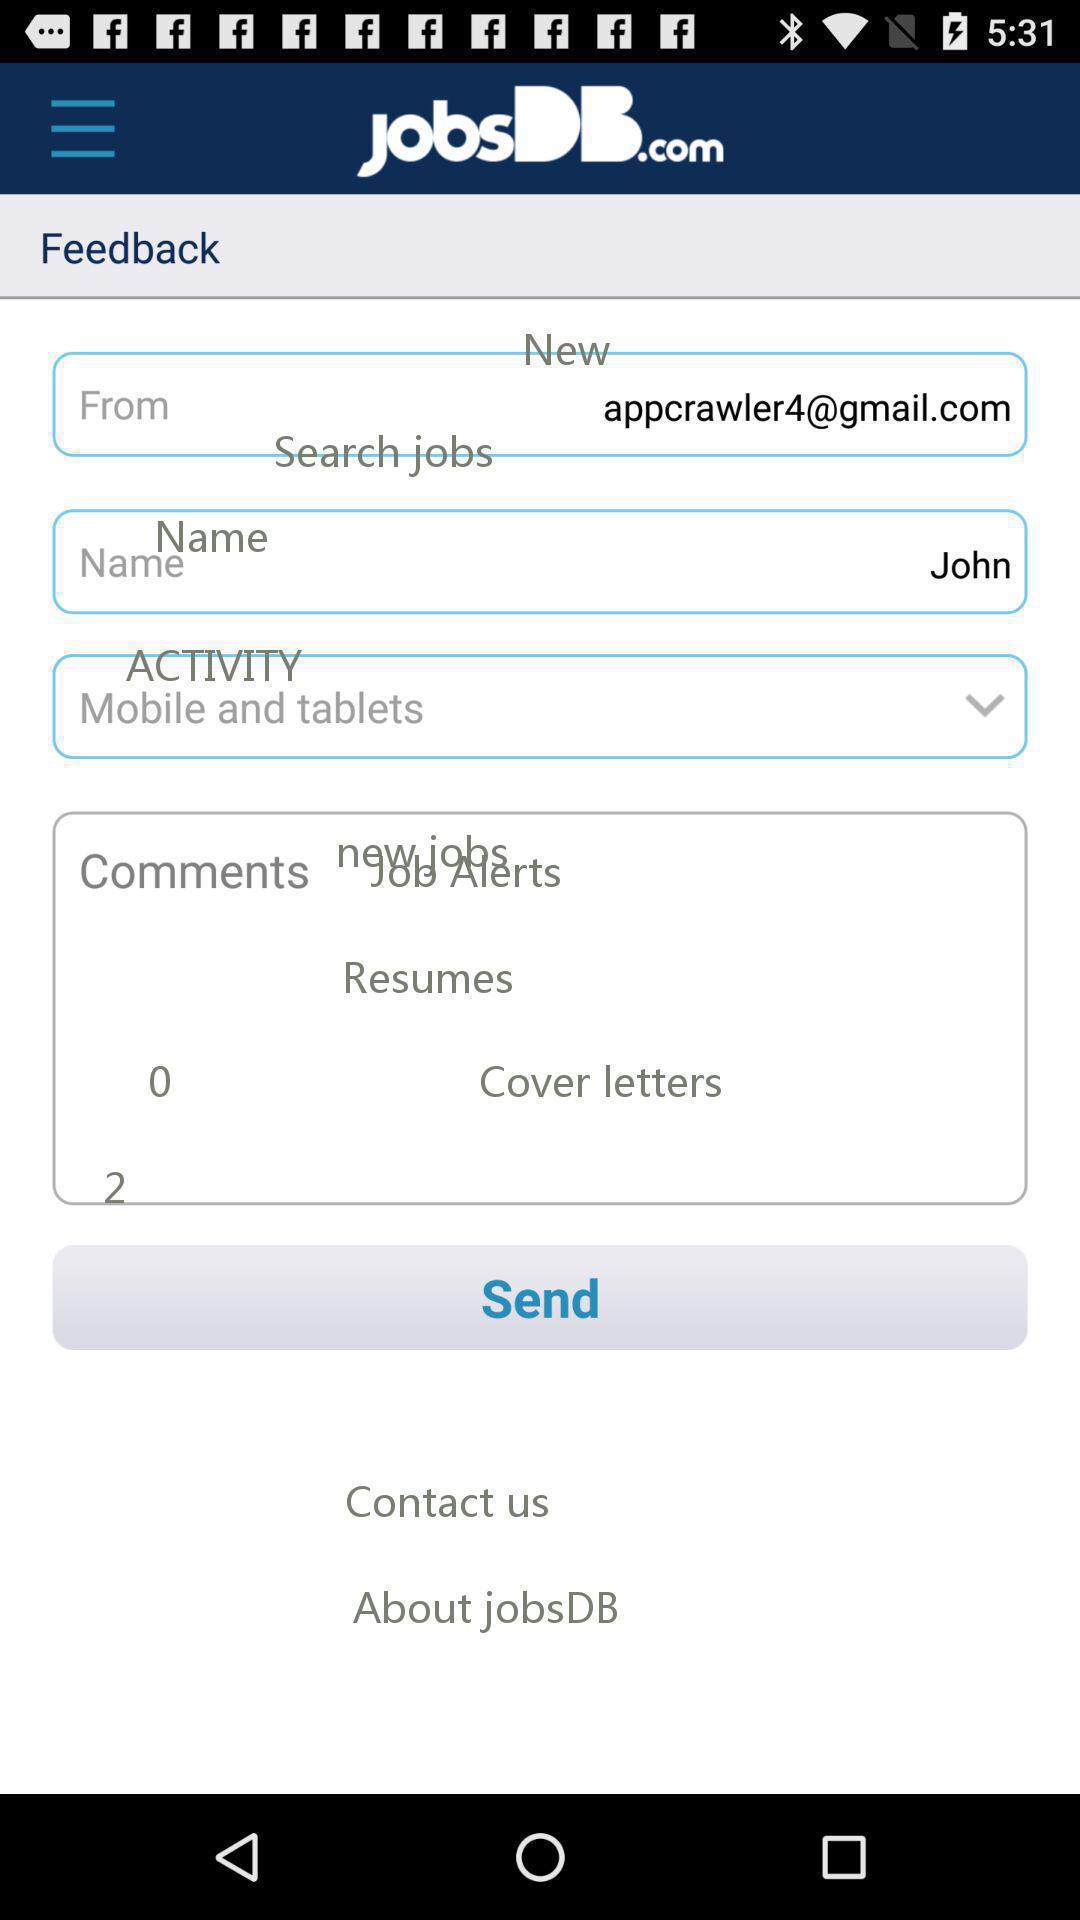 5:31
jobsDB.com
Feedback
New
From appcrawler4@gmail.com
Search jobs
Name
Name John
ACTIVITY
Mobile and tablets
new jobs
Comments Job Alerts
Resumes
0 Cover letters
2
Send
Contact us
About jobsDB